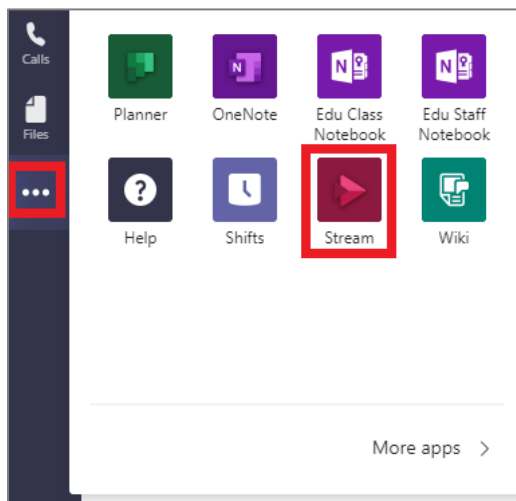 Calls
Files
Planner
OneNote
Edu Class
Notebook
Edu Staff
Notebook
Help
Shifts
Stream
Wiki
More apps